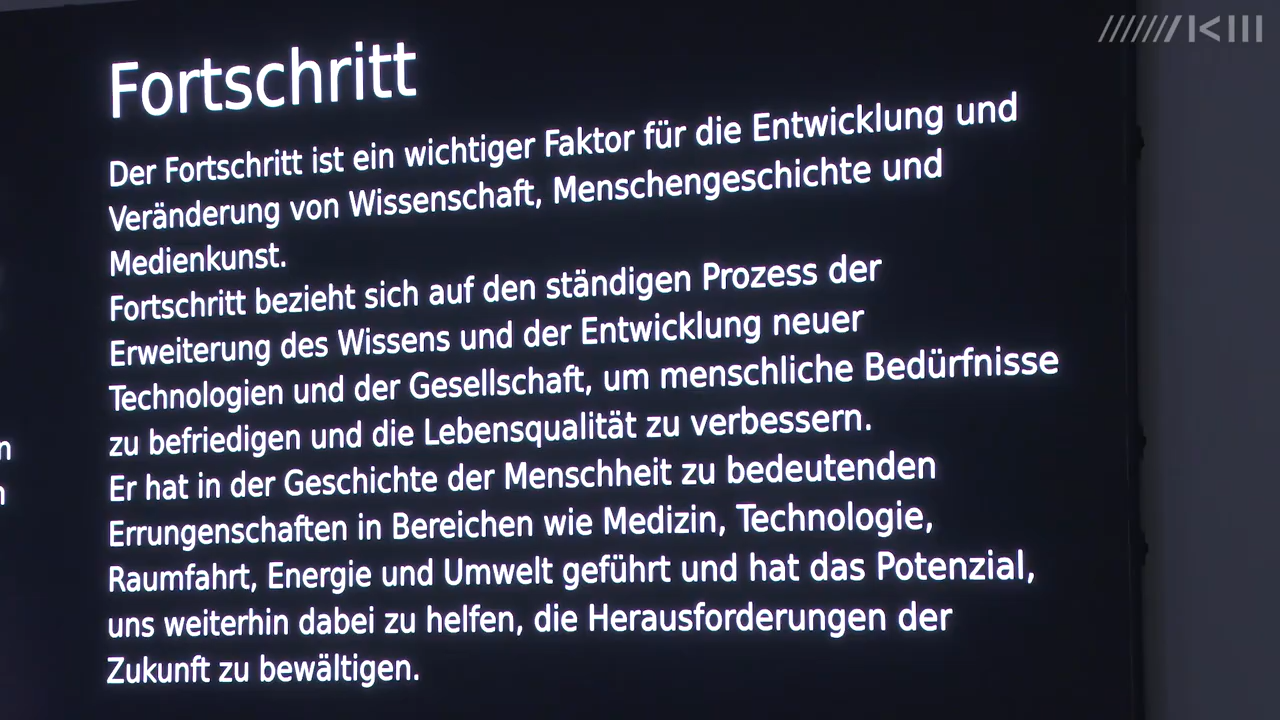 Fortschritt
Der Fortschritt ist ein wichtiger Faktor für die Entwicklung und
Veränderung von Wissenschaft, Menschengeschichte und
Medienkunst.
Fortschritt bezieht sich auf den ständigen Prozess der
Erweiterung des Wissens und der Entwicklung neuer
Technologien und der Gesellschaft, um menschliche Bedürfnisse
zu befriedigen und die Lebensqualität zu verbessern.
Er hat in der Geschichte der Menschheit zu bedeutenden
Errungenschaften in Bereichen wie Medizin, Technologie,
Raumfahrt, Energie und Umwelt geführt und hat das Potenzial,
uns weiterhin dabei zu helfen, die Herausforderungen der
Zukunft zu bewältigen.